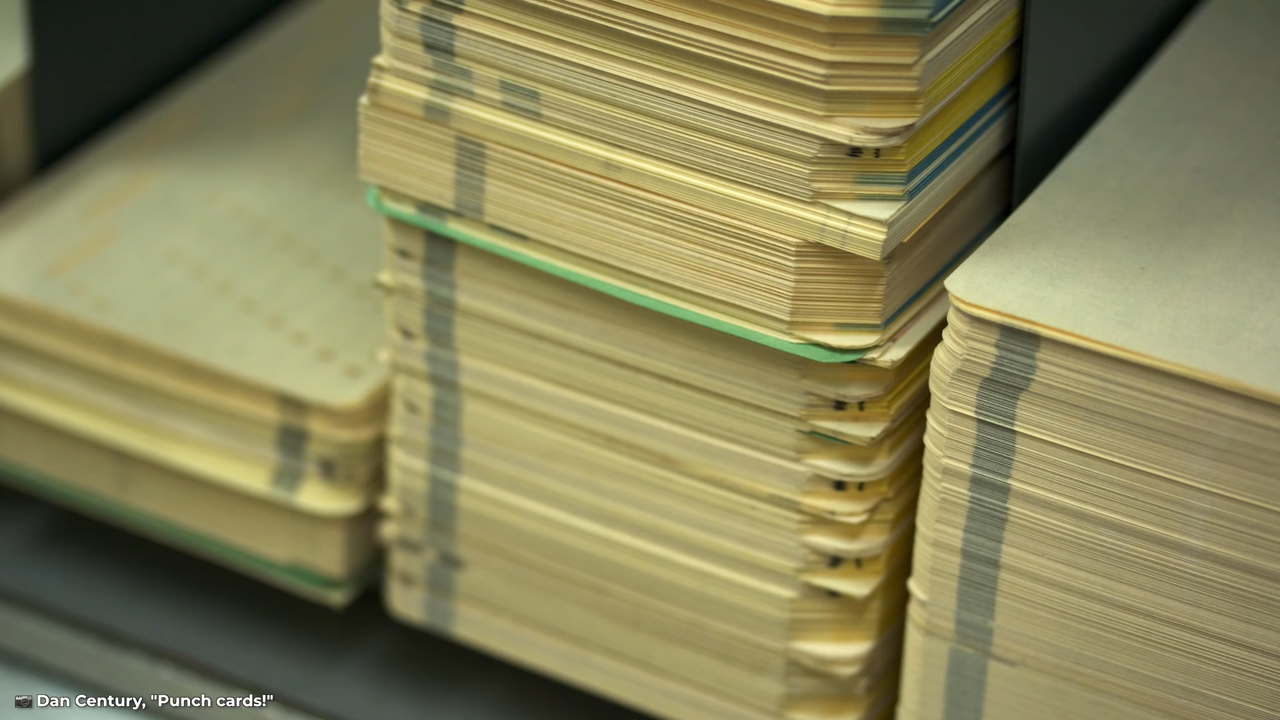 📷 Dan Century, "Punch cards!"